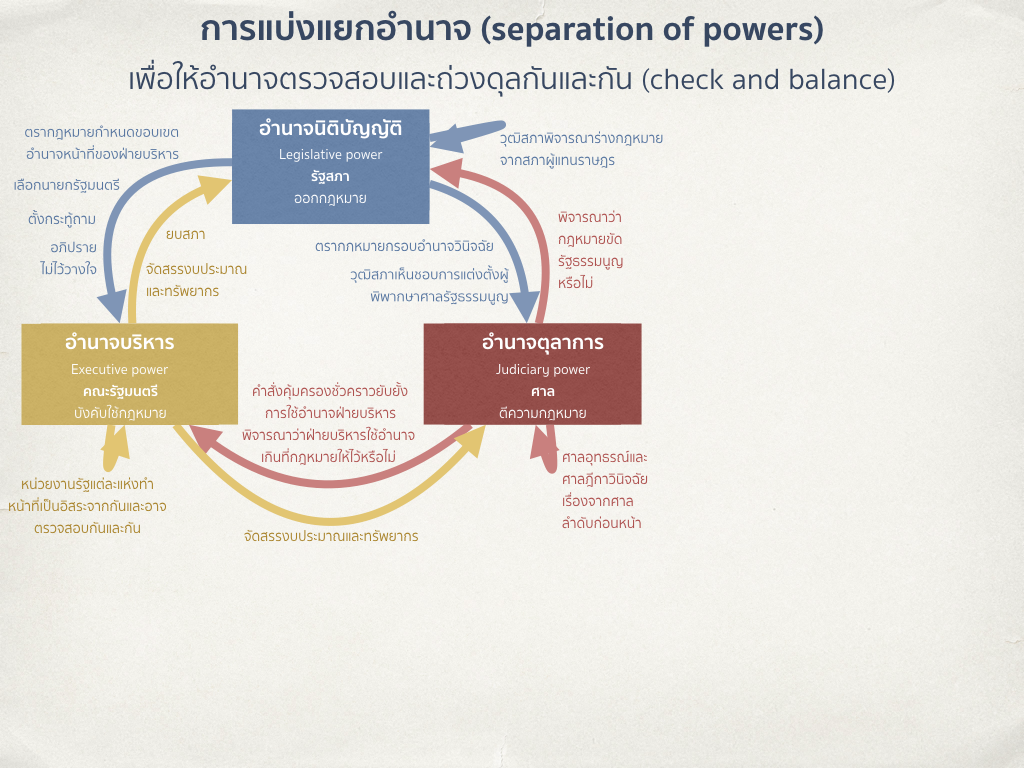 การแบ่งแยกอำนาจ (separation of powers)
เพื่อให้อำนาจตรวจสอบและถ่วงดุลกันและกัน (check and balance)
อำนาจนิติบัญญัติ
Legislative power
รัฐสภา
ออกกฎหมาย
ตรากฎหมายกำหนดขอบเขต
อำนาจหน้าที่ของฝ่ายบริหาร
เลือกนายกรัฐมนตรี
ตั้งกระทู้ถาม
อภิปราย
ไม่ไว้วางใจ
ยบสภา
จัดสรรงบประมาณ
และทรัพยากร
วุฒิสภาพิจารณาร่างกฎหมาย
จากสภาผู้แทนราษฎร
พิจารณาว่า
กฎหมายขัด
รัฐธรรมนูญ
หรือไม่
ตรากภหมายกรอบอำนาจวินิจฉัย
วุฒิสภาเห็นชอบการแต่งตั้งผู้
พิพากษาศาลรัฐธรรมนูญ
อำนาจบริหาร
Executive power
คณะรัฐมนตรี
บังคับใช้กฎหมาย
อำนาจตุลาการ
Judiciary power
ศาล
ตีความกฎหมาย
คำสั่งคุ้มครองชั่วคราวยับยั้ง
การใช้อำนาจฝ่ายบริหาร
พิจารณาว่าฝ่ายบริหารใช้อำนาจ
เกินที่กฎหมายให้ไว้หรือไม่
หน่วยงานรัฐแต่ละแห่งทำ
หน้าที่เป็นอิสระจากกันและอาจ
ตรวจสอบกันและกัน
จัดสรรงบประมาณและทรัพยากร
ศาลอุทธรณ์และ
ศาลฎีกาวินิจฉัย
เรื่องจากศาล
ลำดับก่อนหน้า